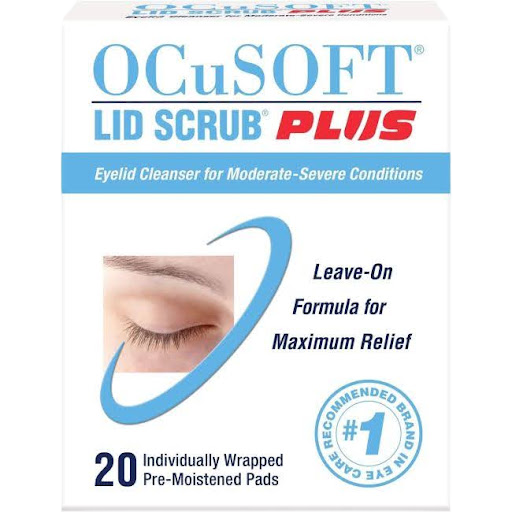 OCuSOFT®
LID SCRUB® PLUS
Eyelid Cleanser for Moderate-Severe Conditions
Leave-On
Formula for
Maximum Relief
RECOMMENDED BRAND IN EYE CARE
#1
20 Individually Wrapped
Pre-Moistened Pads